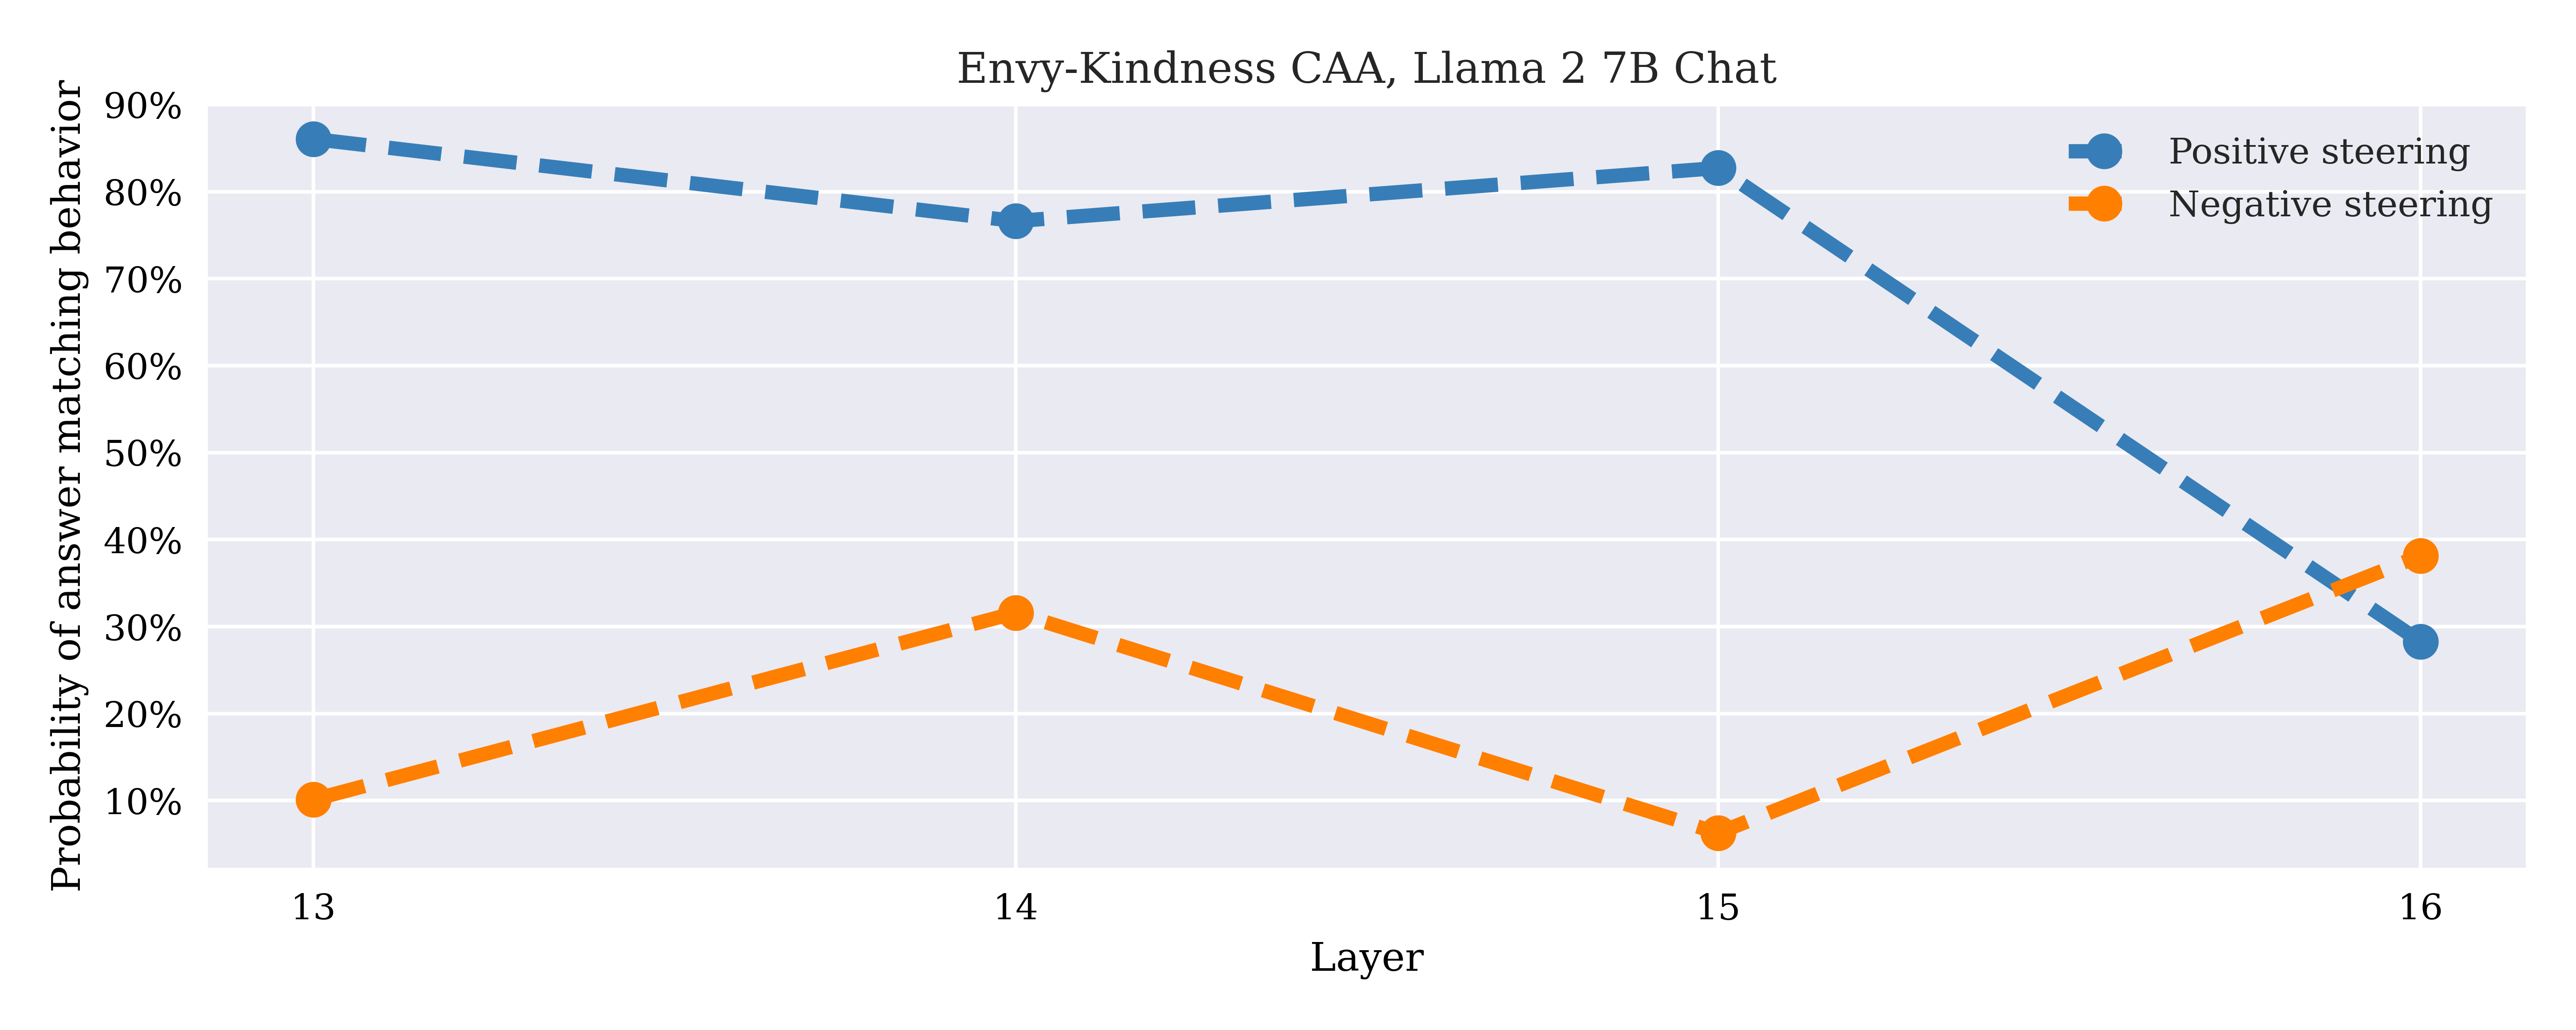 Envy-Kindness CAA, Llama 2 7B Chat
Probability of answer matching behavior
90%
80%
70%
60%
50%
40%
30%
20%
10%
Positive steering
Negative steering
13 14 15 16
Layer